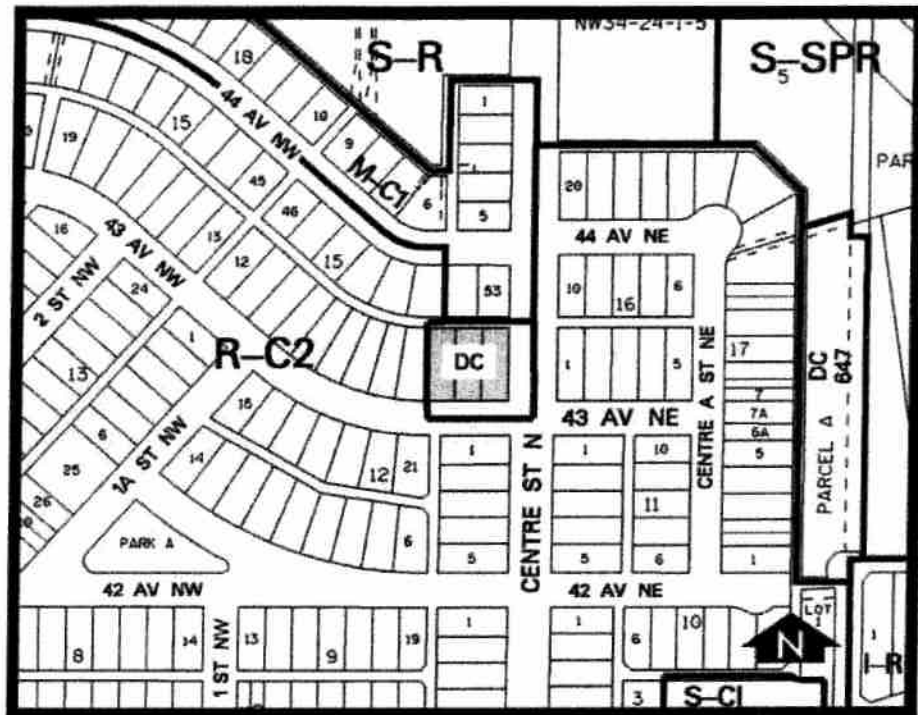 NW34-24-1-5
S-R
S-SPR
5
18
10
9
M-C1
6
1
5
44 AV NW
15
19
45
46
15
PAR
20
44 AV NE
16
43 AV NW
13
12
53
10
16
6
2 ST NW
24
1
R-C2
DC
1
5
17
DC
647
13
43 AV NE
CENTRE A ST NE
7
7A
6A
5
PARCEL A
6
25
26
1A ST NW
15
14
12
21
6
1
5
CENTRE ST N
1
5
10
11
6
1
PARK A
42 AV NW
42 AV NE
LOT
1
1
8
14
1 ST NW
13
9
19
1
1
6
10
N
I-R
3
S-CI